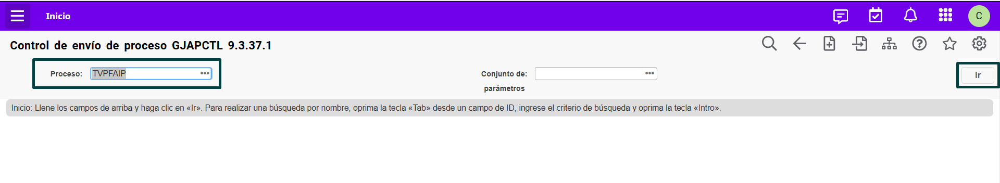 Inicio
C
Control de envío de proceso GJAPCTL 9.3.37.1
Proceso: TVPFAIP
Conjunto de:
parámetros
Ir
Inicio: Llene los campos de arriba y haga clic en «Ir». Para realizar una búsqueda por nombre, oprima la tecla «Tab» desde un campo de ID, ingrese el criterio de búsqueda y oprima la tecla «Intro».